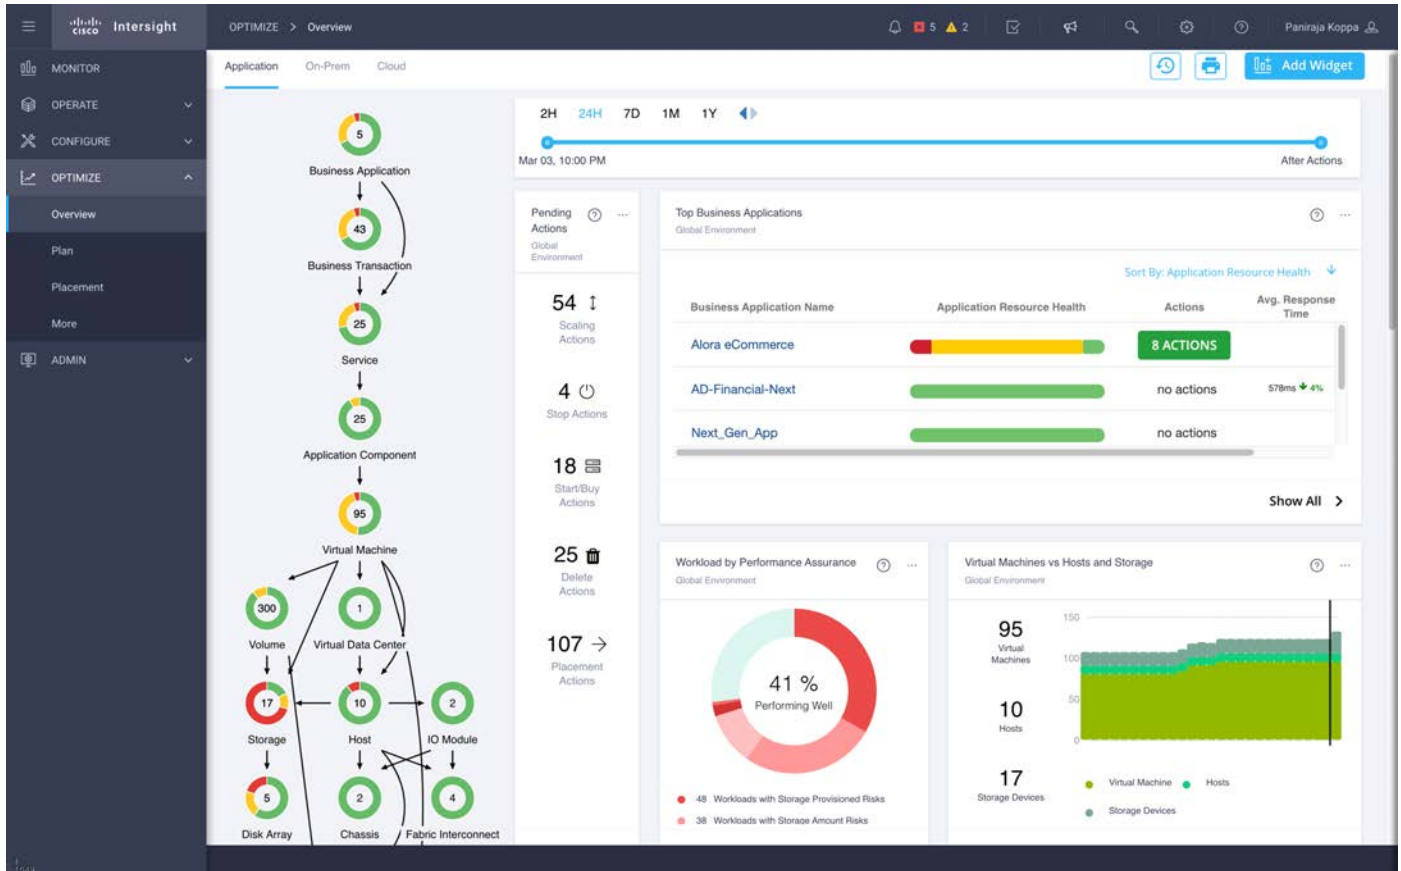 cisco Intersight
OPTIMIZE > Overview
5 2
Paniraja Koppa
MONITOR
OPERATE
CONFIGURE
OPTIMIZE
Overview
Plan
Placement
More
ADMIN
Application On-Prem Cloud
Add Widget
5
Business Application
43
Business Transaction
25
Service
25
Application Component
95
Virtual Machine
300
Volume
1
Virtual Data Center
17
Storage
10
Host
2
IO Module
5
Disk Array
2
Chassis
4
Fabric Interconnect
2H 24H 7D 1M 1Y
Mar 03, 10:00 PM
After Actions
Pending
Actions
Global
Environment
54
Scaling
Actions
4
Stop Actions
18
Start/Buy
Actions
25
Delete
Actions
107
Placement
Actions
Top Business Applications
Global Environment
Sort By: Application Resource Health
Business Application Name Application Resource Health Actions Avg. Response
Time
Alora eCommerce 8 ACTIONS
AD-Financial-Next no actions 578ms 4%
Next_Gen_App no actions
Show All
Workload by Performance Assurance
Global Environment
41 %
Performing Well
48 Workloads with Storage Provisioned Risks
38 Workloads with Storage Amount Risks
Virtual Machines vs Hosts and Storage
Global Environment
95
Virtual
Machines
10
Hosts
17
Storage Devices
150
100
50
0
Virtual Machine Hosts
Storage Devices